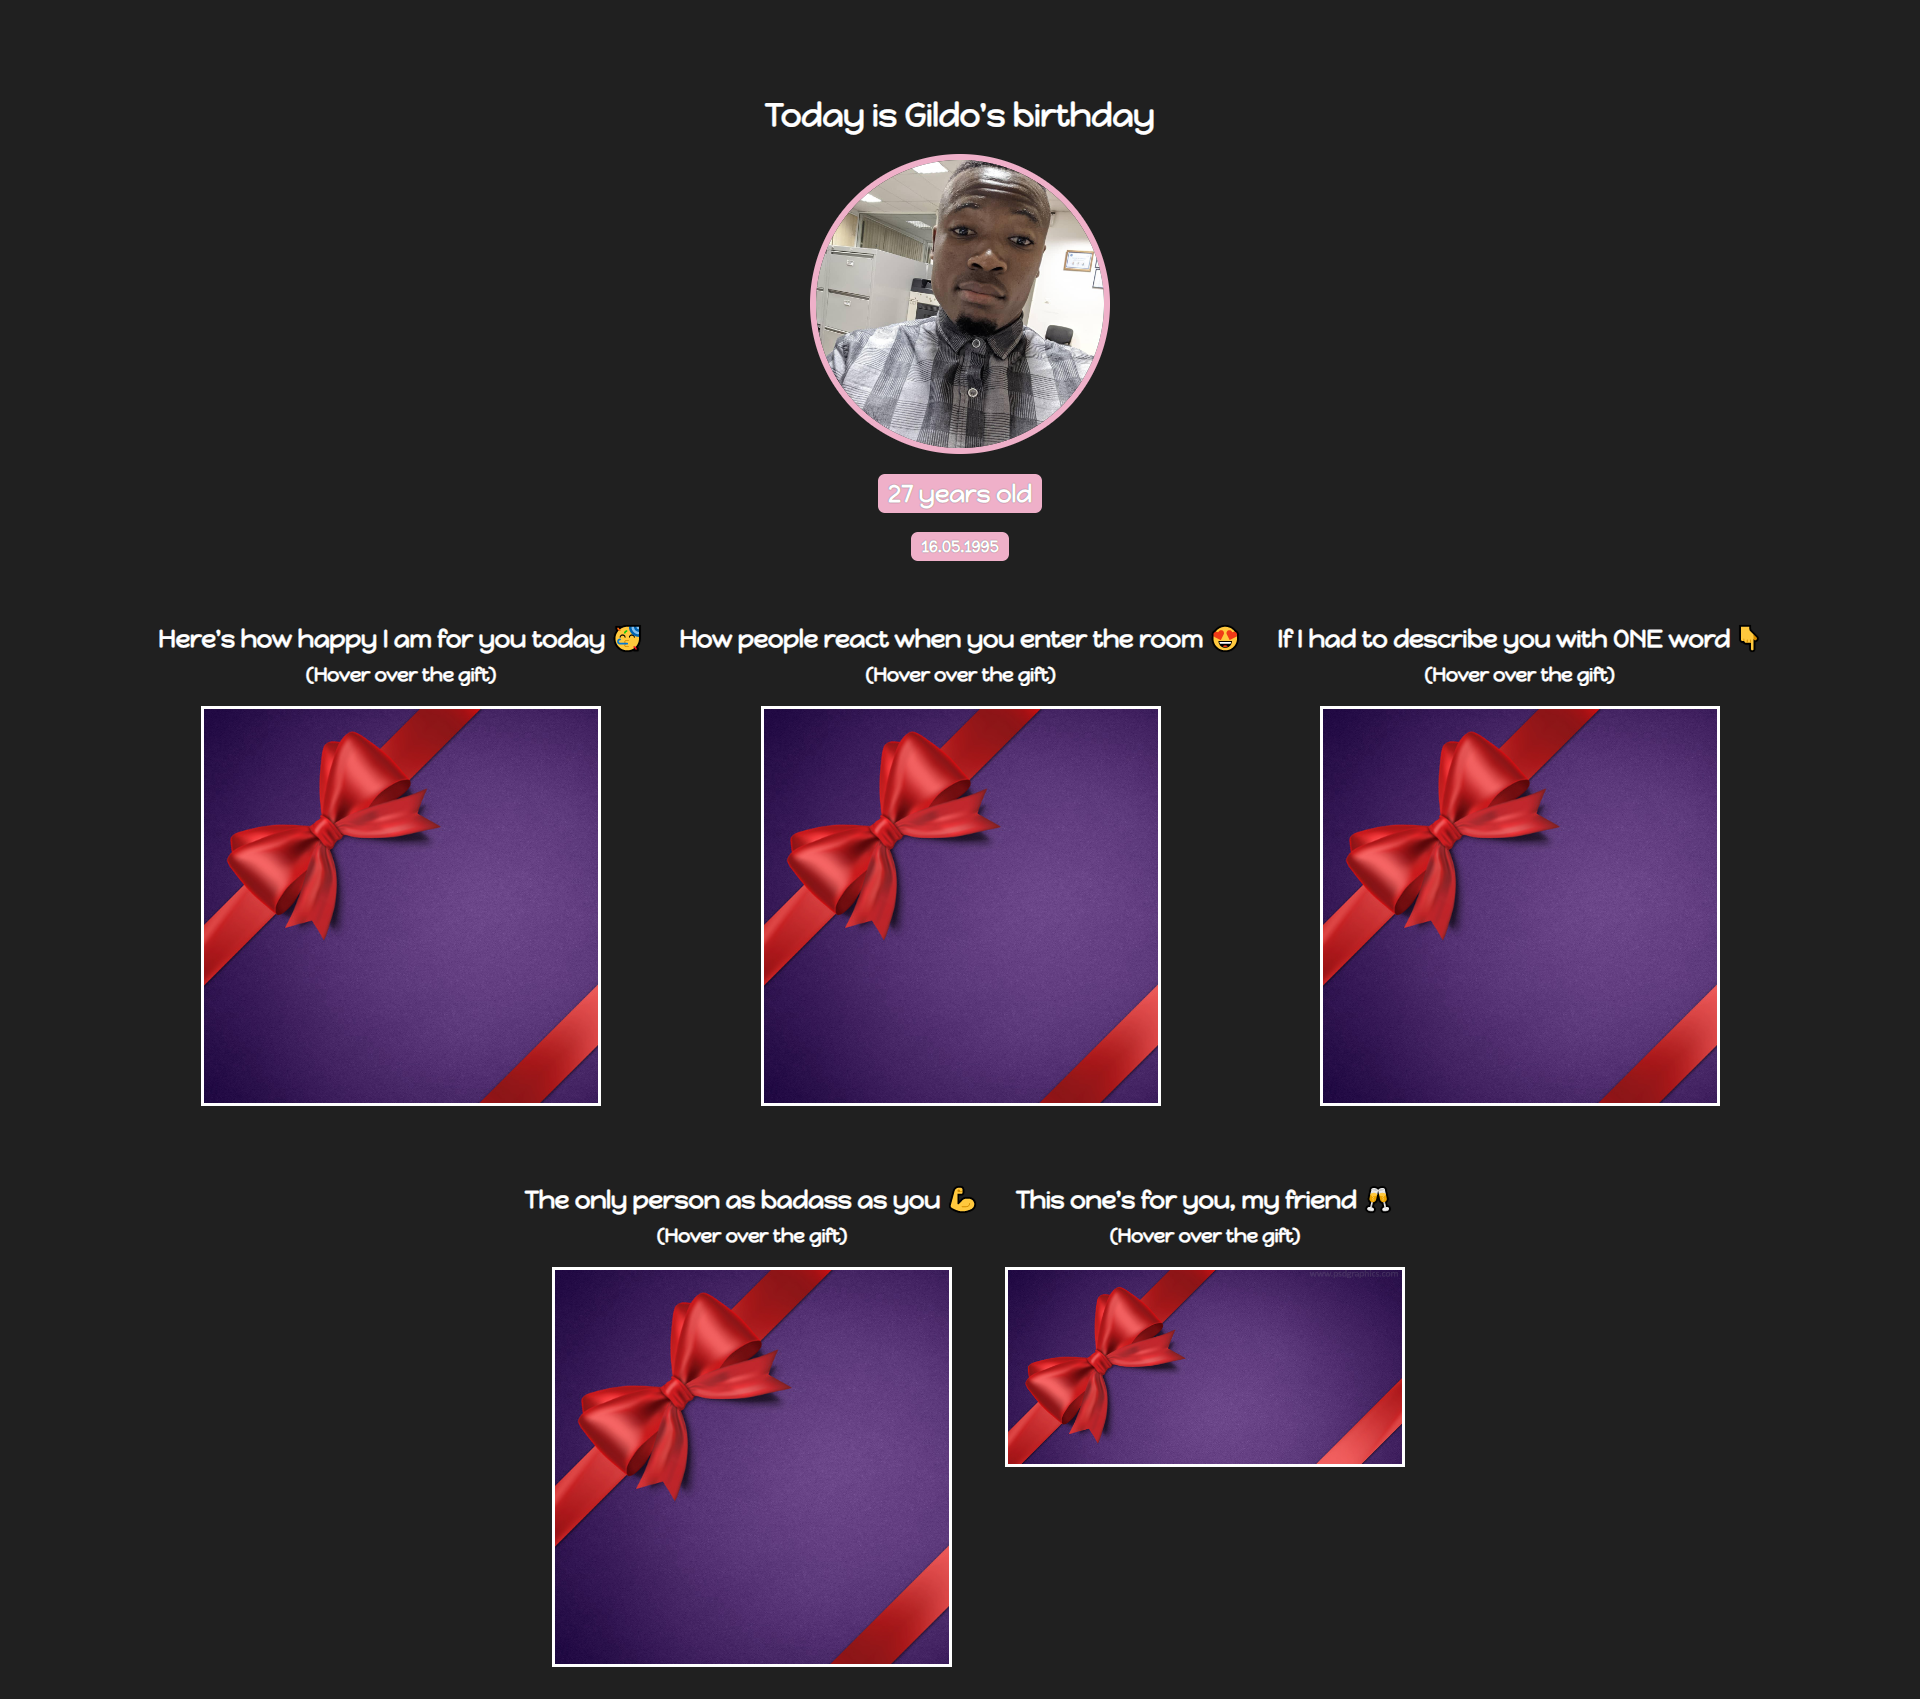 Today is Gildo's birthday
27 years old
16.05.1995
Here's how happy I am for you today 🥳
(Hover over the gift)
How people react when you enter the room 😍
(Hover over the gift)
If I had to describe you with ONE word 👇
(Hover over the gift)
The only person as badass as you 💪
(Hover over the gift)
This one's for you, my friend 🥂
(Hover over the gift)
www.psdgraphics.com